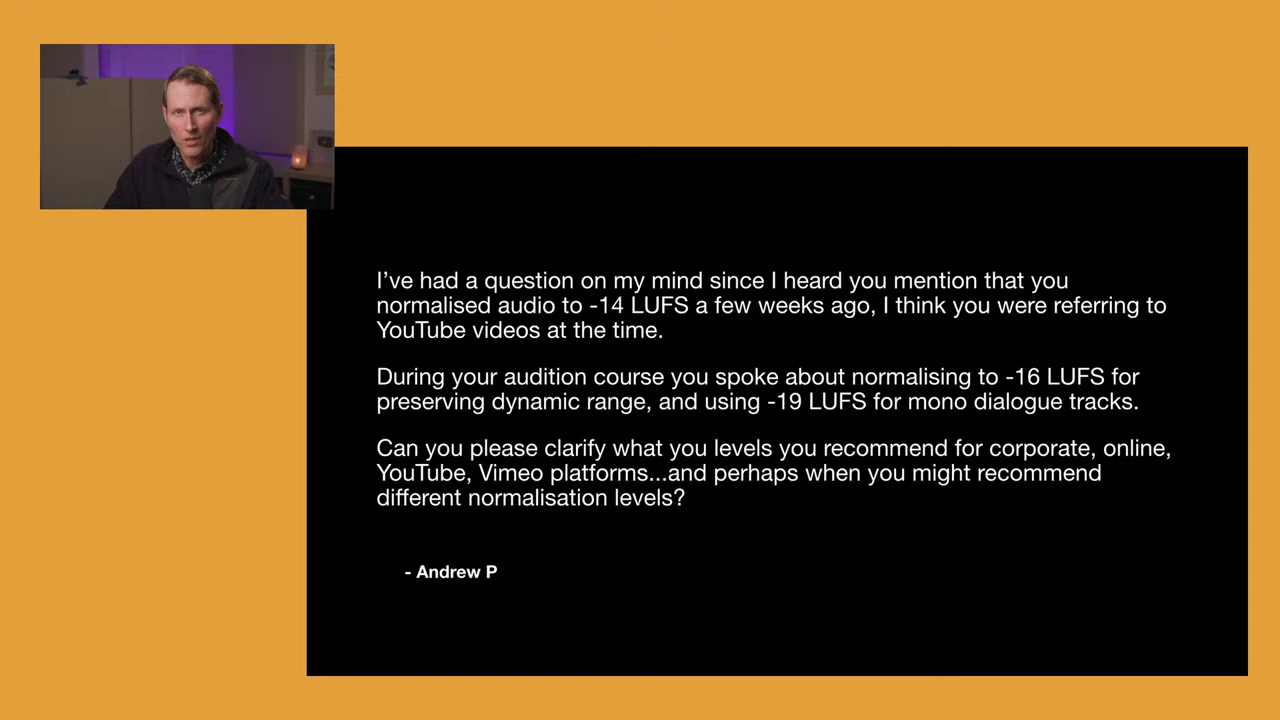 I've had a question on my mind since I heard you mention that you
normalised audio to -14 LUFS a few weeks ago, I think you were referring to
YouTube videos at the time.
During your audition course you spoke about normalising to -16 LUFS for
preserving dynamic range, and using -19 LUFS for mono dialogue tracks.
Can you please clarify what you levels you recommend for corporate, online,
YouTube, Vimeo platforms...and perhaps when you might recommend
different normalisation levels?
- Andrew P